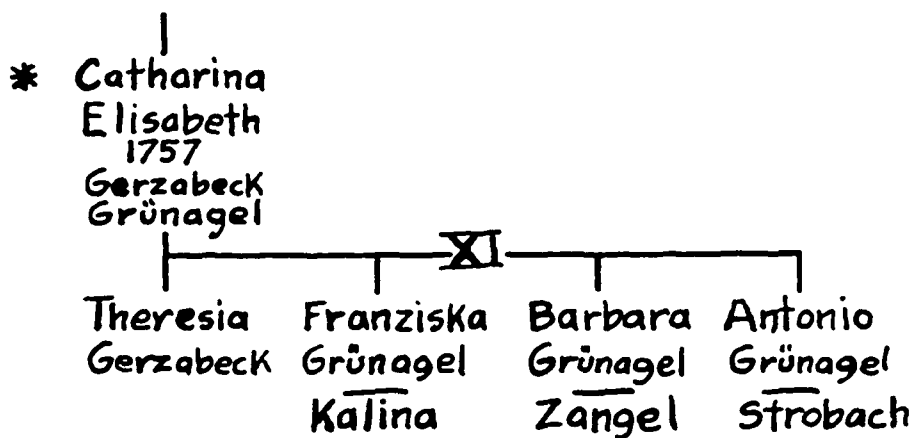 * Catharina
Elisabeth
1757
Gerzabeck
Grünagel
XI
Theresia Franziska Barbara Antonio
Gerzabeck Grünagel Grünagel Grünagel
Kalina Zangel Strobach